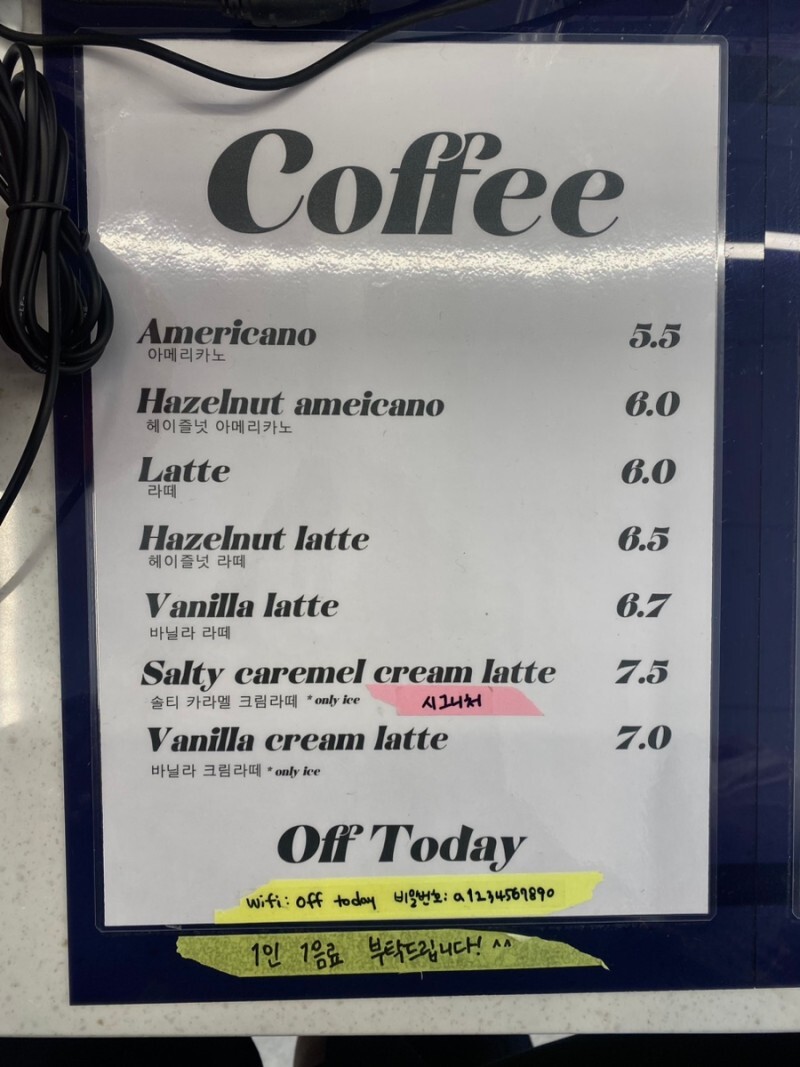 Coffee
Americano 5.5
아메리카노
Hazelnut ameicano 6.0
헤이즐넛 아메리카노
Latte 6.0
라떼
Hazelnut latte 6.5
헤이즐넛 라떼
Vanilla latte 6.7
바닐라 라떼
Salty caremel cream latte 7.5
솔티 카라멜 크림라떼 *only ice 시그니처
Vanilla cream latte 7.0
바닐라 크림라떼 *only ice
Off Today
Wifi: Off today 비밀번호: a1234567890
1인 1음료 부탁드립니다! ^^